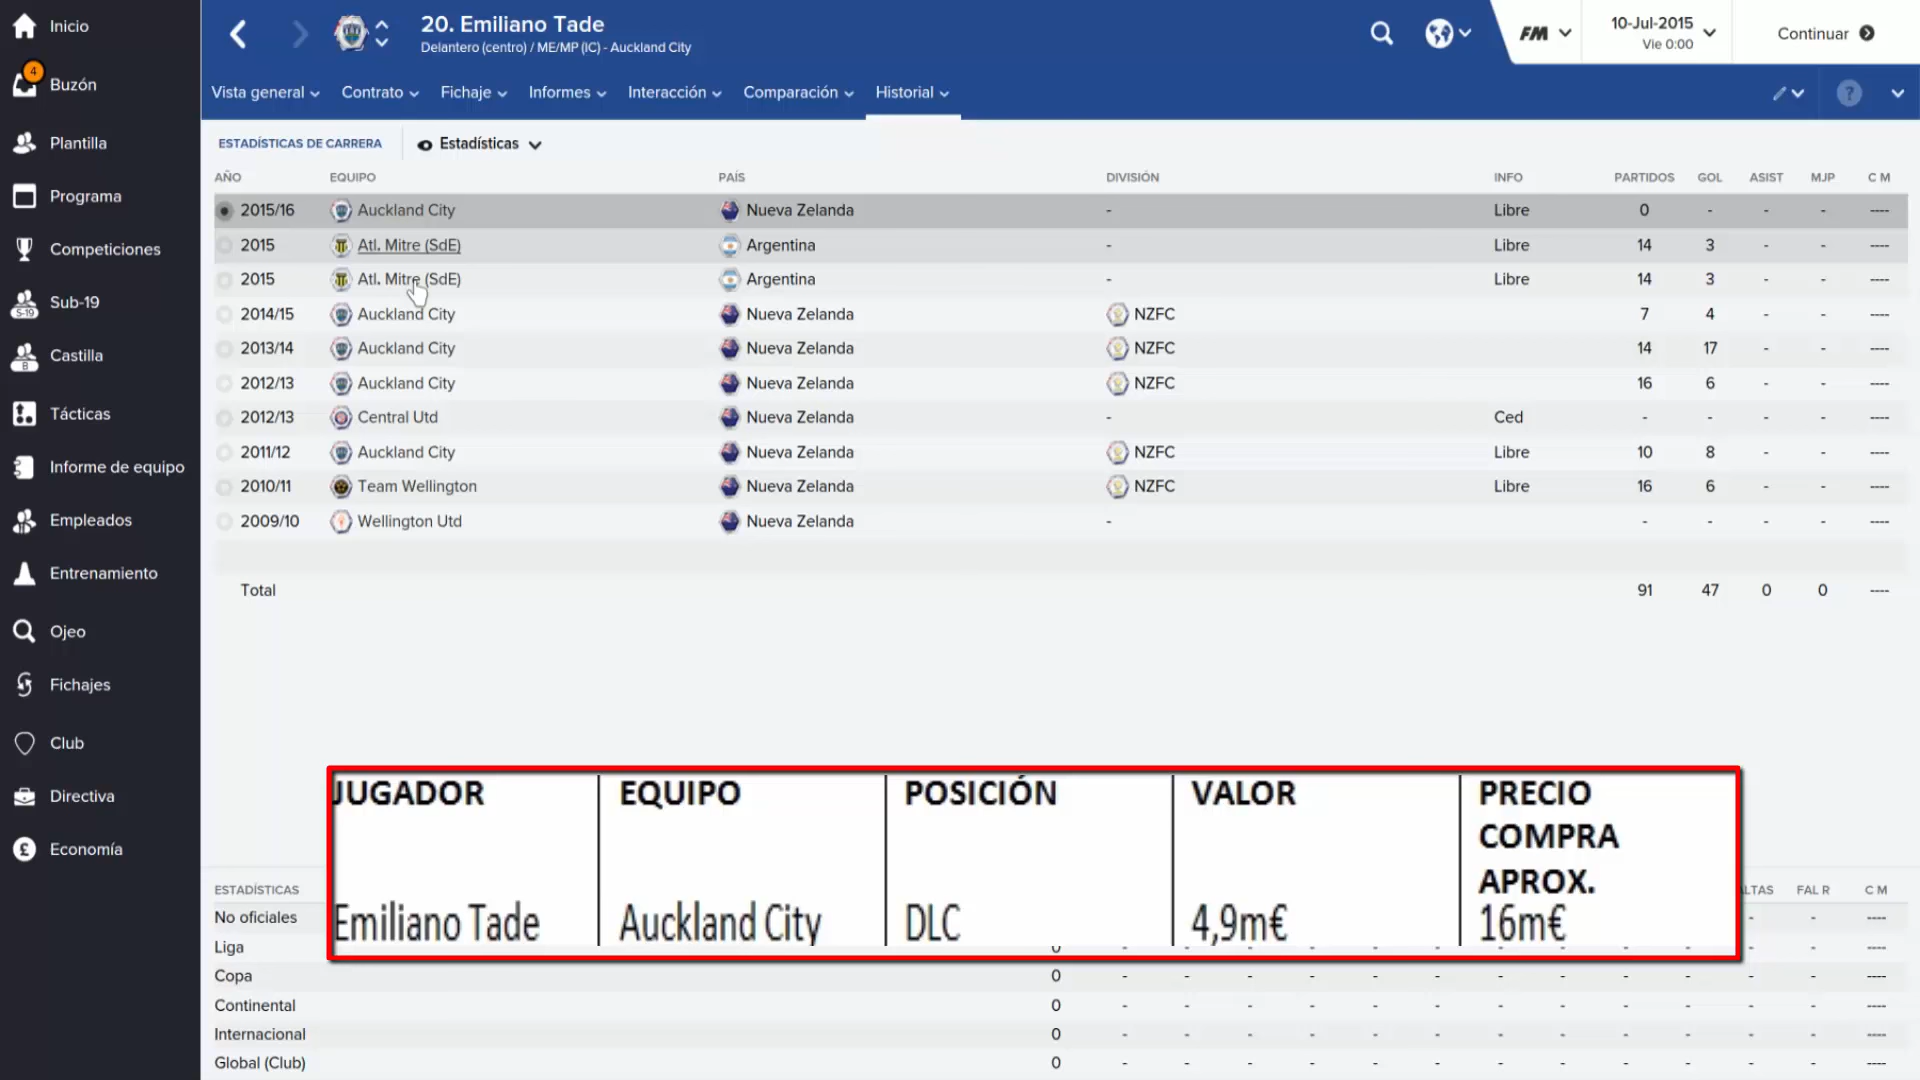 Inicio
4
Buzón
Plantilla
Programa
Competiciones
S-19
Sub-19
B
Castilla
Tácticas
Informe de equipo
Empleados
Entrenamiento
Ojeo
Fichajes
Club
Directiva
£
Economía
20. Emiliano Tade
Delantero (centro) / ME/MP (IC) - Auckland City
FM
10-Jul-2015
Vie 0:00
Continuar
Vista general
Contrato
Fichaje
Informes
Interacción
Comparación
Historial
?
ESTADÍSTICAS DE CARRERA
Estadísticas
AÑO EQUIPO PAÍS DIVISIÓN INFO PARTIDOS GOL ASIST MJP C M
2015/16 Auckland City Nueva Zelanda - Libre 0 - - - ----
2015 Atl. Mitre (SdE) Argentina - Libre 14 3 - - ----
2015 Atl. Mitre (SdE) Argentina - Libre 14 3 - - ----
2014/15 Auckland City Nueva Zelanda NZFC 7 4 - - ----
2013/14 Auckland City Nueva Zelanda NZFC 14 17 - - ----
2012/13 Auckland City Nueva Zelanda NZFC 16 6 - - ----
2012/13 Central Utd Nueva Zelanda - Ced - - - - ----
2011/12 Auckland City Nueva Zelanda NZFC Libre 10 8 - - ----
2010/11 Team Wellington Nueva Zelanda NZFC Libre 16 6 - - ----
2009/10 Wellington Utd Nueva Zelanda - - - - - ----
Total 91 47 0 0 ----
JUGADOR EQUIPO POSICIÓN VALOR PRECIO
COMPRA
APROX.
Emiliano Tade Auckland City DLC 4,9m€ 16m€
ESTADÍSTICAS ALTAS FAL R C M
No oficiales - - ----
Liga 0 - - - - - - - - - - - ----
Copa 0 - - - - - - - - - - - - ----
Continental 0 - - - - - - - - - - - - ----
Internacional 0 - - - - - - - - - - - - ----
Global (Club) 0 - - - - - - - - - - - - ----